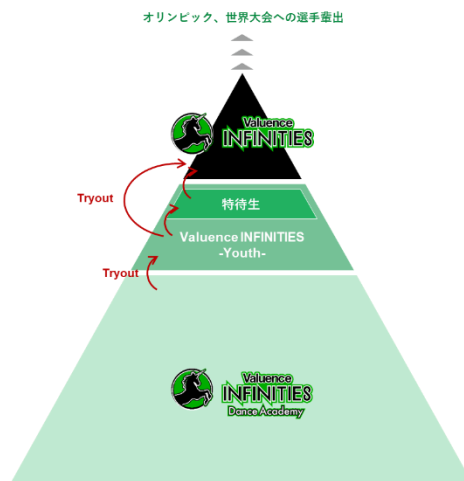 オリンピック、世界大会への選手輩出
Valuence
INFINITIES
Tryout
特待生
Valuence INFINITIES
-Youth-
Tryout
Valuence
INFINITIES
Dance Academy